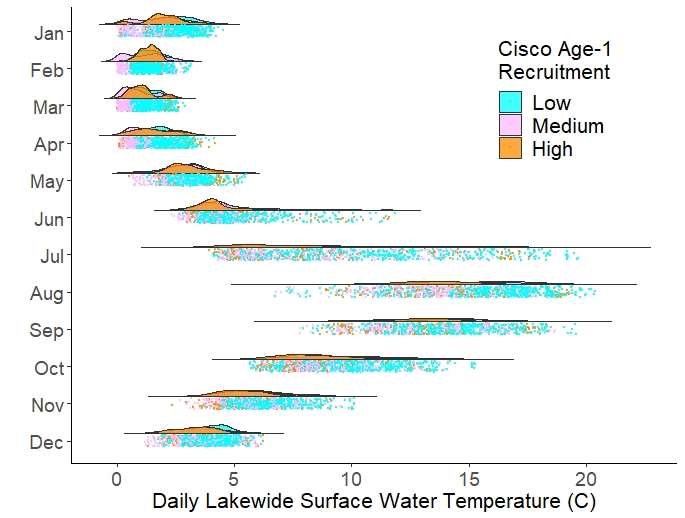 Jan
Feb
Mar
Apr
May
Jun
Jul
Aug
Sep
Oct
Nov
Dec
Cisco Age-1
Recruitment
Low
Medium
High
0 5 10 15 20
Daily Lakewide Surface Water Temperature (C)